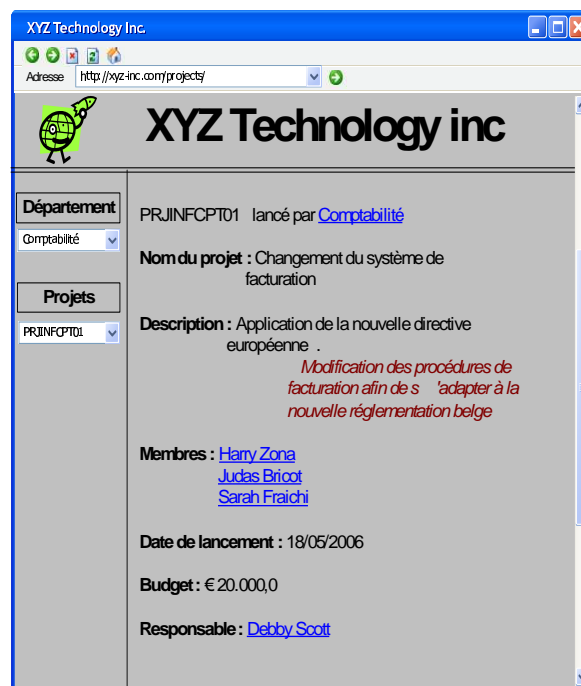 XYZ Technology Inc.
Adresse http://xyz-inc.com/projects/
XYZ Technology inc
Département
Comptabilité
Projets
PRJINFCPT01
PRJINFCPT01 lancé par Comptabilité
Nom du projet : Changement du système de
facturation
Description : Application de la nouvelle directive
européenne .
Modification des procédures de
facturation afin de s 'adapter à la
nouvelle réglementation belge
Membres : Harry Zona
Judas Bricot
Sarah Fraichi
Date de lancement : 18/05/2006
Budget : € 20.000,0
Responsable : Debby Scott